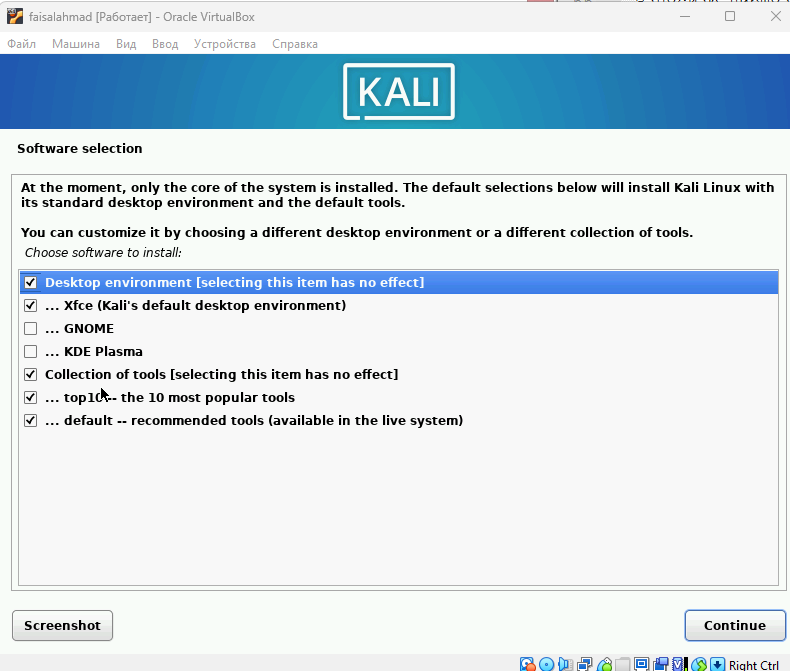 faisalahmad [Работает] - Oracle VirtualBox
Файл Машина Вид Ввод Устройства Справка
KALI
Software selection
At the moment, only the core of the system is installed. The default selections below will install Kali Linux with
its standard desktop environment and the default tools.
You can customize it by choosing a different desktop environment or a different collection of tools.
Choose software to install:
Desktop environment [selecting this item has no effect]
... Xfce (Kali's default desktop environment)
... GNOME
... KDE Plasma
Collection of tools [selecting this item has no effect]
... top10 -- the 10 most popular tools
... default -- recommended tools (available in the live system)
Screenshot Continue
Right Ctrl